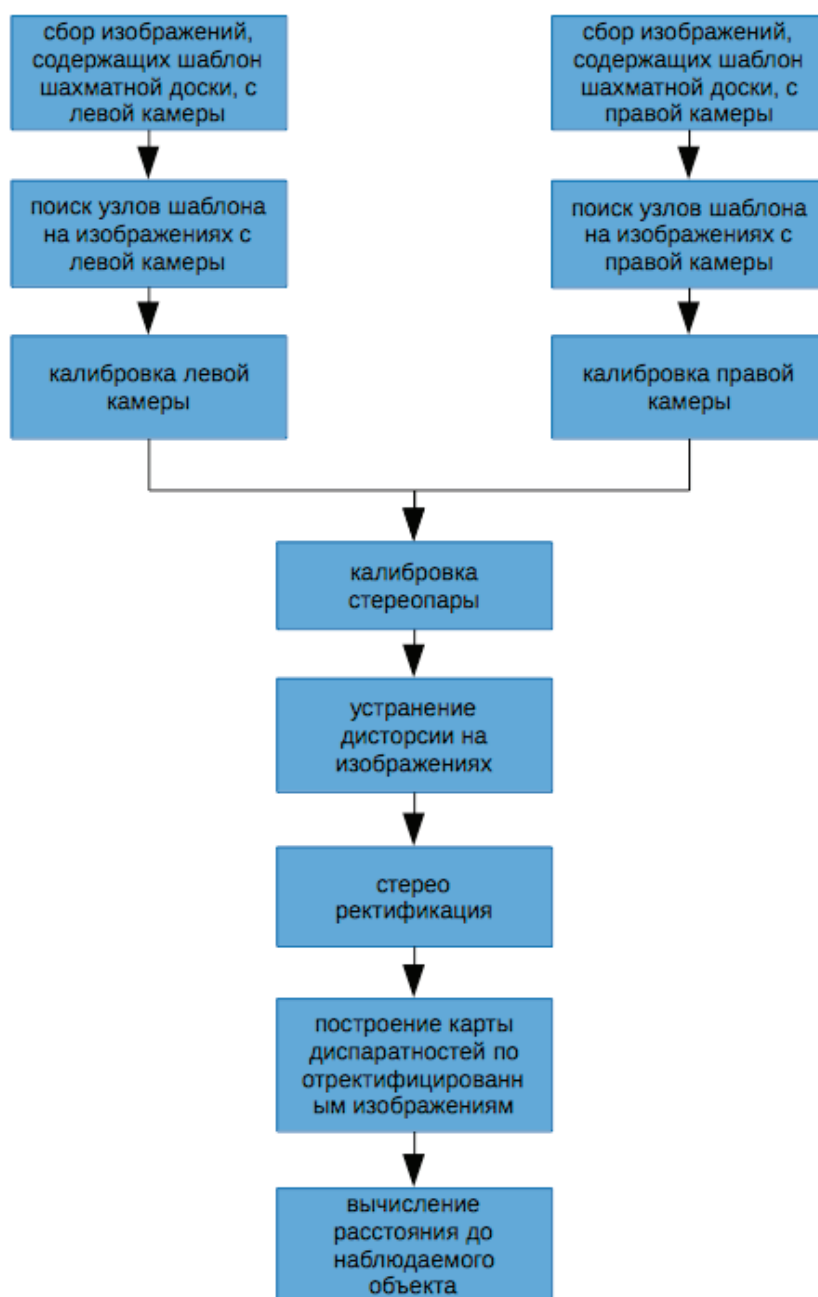 сбор изображений,
содержащих шаблон
шахматной доски, с
левой камеры
сбор изображений,
содержащих шаблон
шахматной доски, с
правой камеры
поиск узлов шаблона
на изображениях с
левой камеры
поиск узлов шаблона
на изображениях с
правой камеры
калибровка левой
камеры
калибровка правой
камеры
калибровка
стереопары
устранение
дисторсии на
изображениях
стерео
ректификация
построение карты
диспаратностей по
отректифицированн
ым изображениям
вычисление
расстояния до
наблюдаемого
объекта